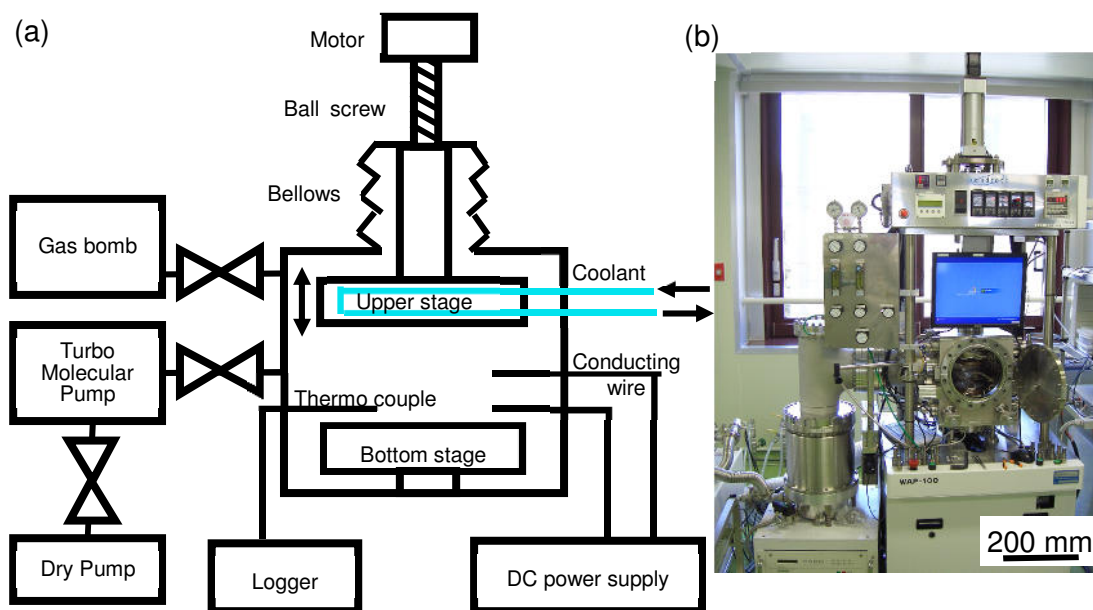 (a)
Motor
Ball screw
Bellows
Gas bomb
Coolant
Upper stage
Turbo
Molecular
Pump
Conducting
wire
Thermo couple
Bottom stage
Dry Pump
Logger
DC power supply
(b)
WAP-100
200 mm